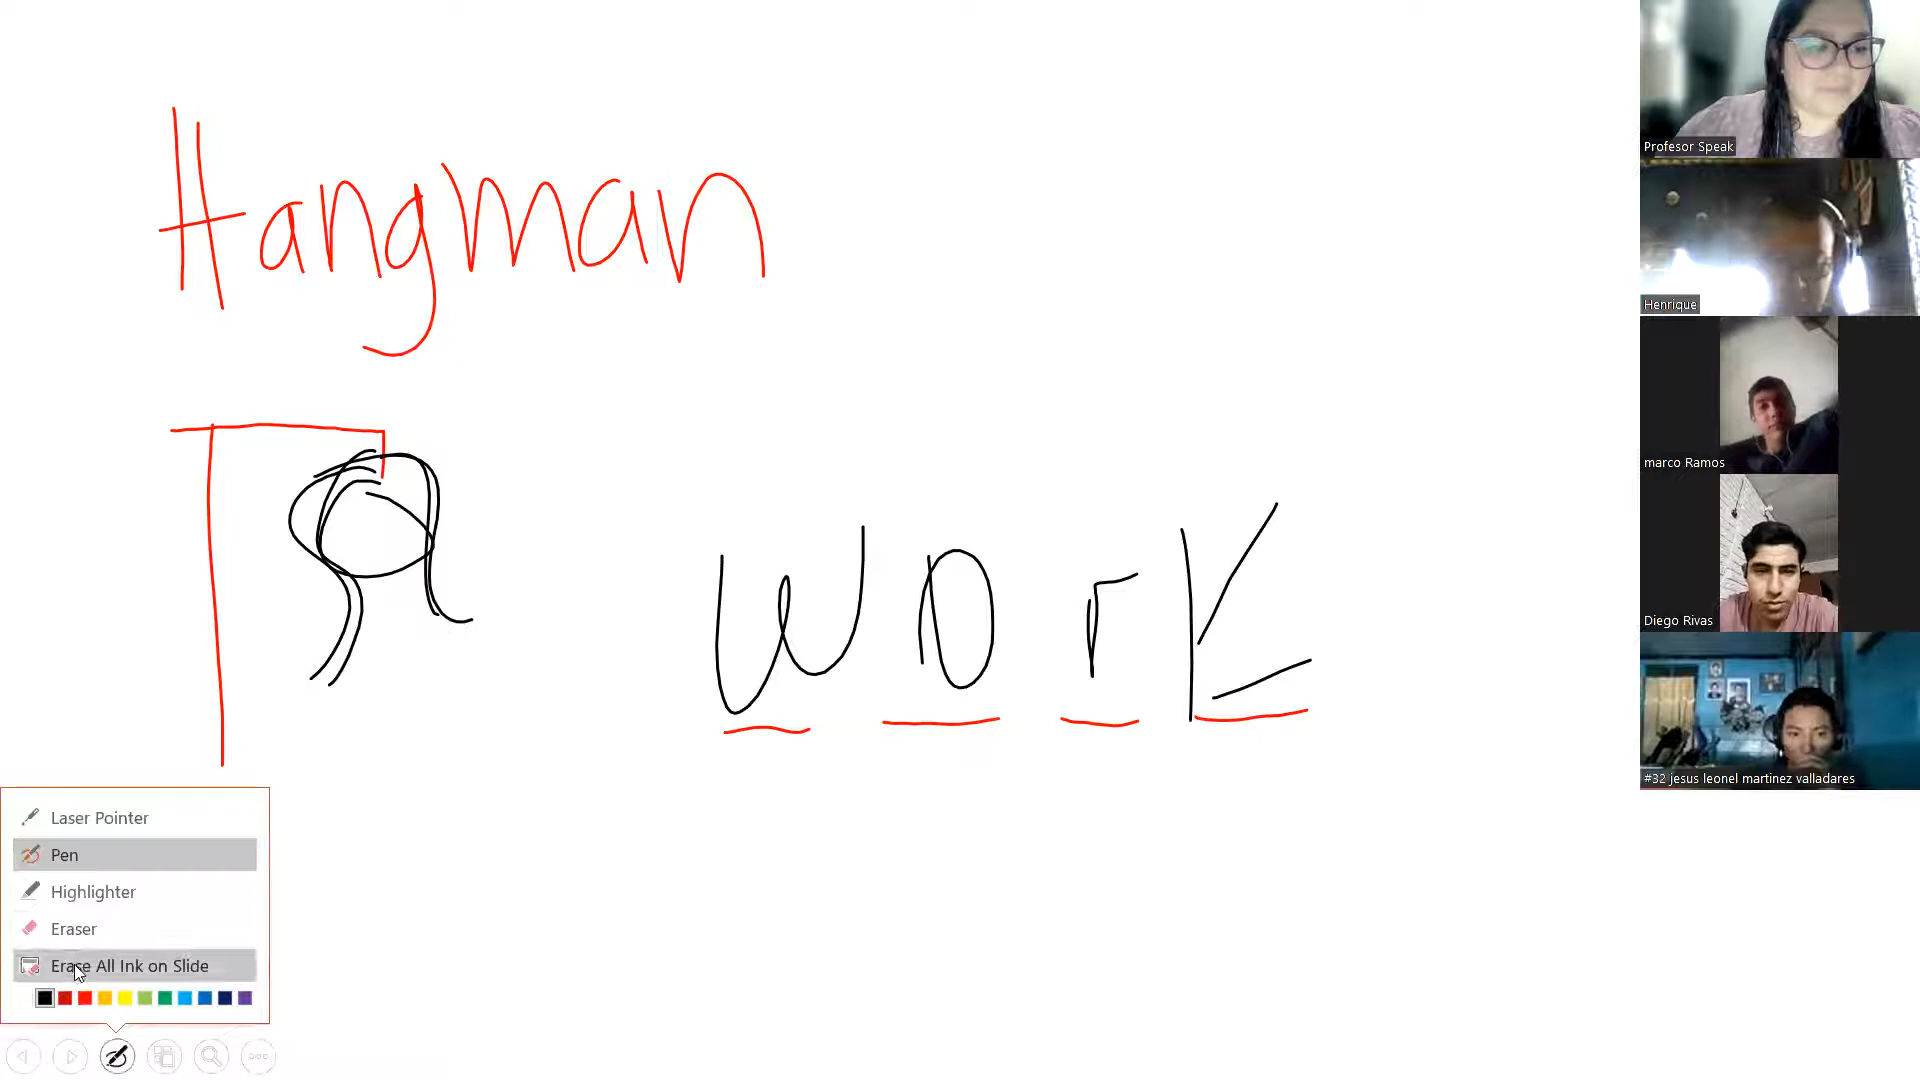 Hangman
work
Laser Pointer
Pen
Highlighter
Eraser
Erase All Ink on Slide
Profesor Speak
Henrique
marco Ramos
Diego Rivas
#32 jesus leonel martinez valladares